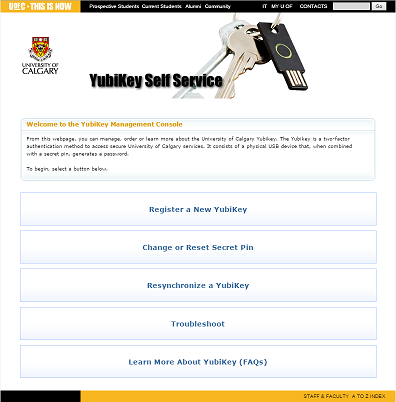 U OF C - THIS IS NOW
Prospective Students Current Students Alumni Community
IT MY U OF CONTACTS
Go
UNIVERSITY OF
CALGARY
YubiKey Self Service
Welcome to the YubiKey Management Console
From this webpage, you can manage, order or learn more about the University of Calgary Yubikey. The Yubikey is a two-factor
authentication method to access secure University of Calgary services. It consists of a physical USB device that, when combined
with a secret pin, generates a password.
To begin, select a button below.
Register a New YubiKey
Change or Reset Secret Pin
Resynchronize a YubiKey
Troubleshoot
Learn More About YubiKey (FAQs)
STAFF & FACULTY A TO Z INDEX